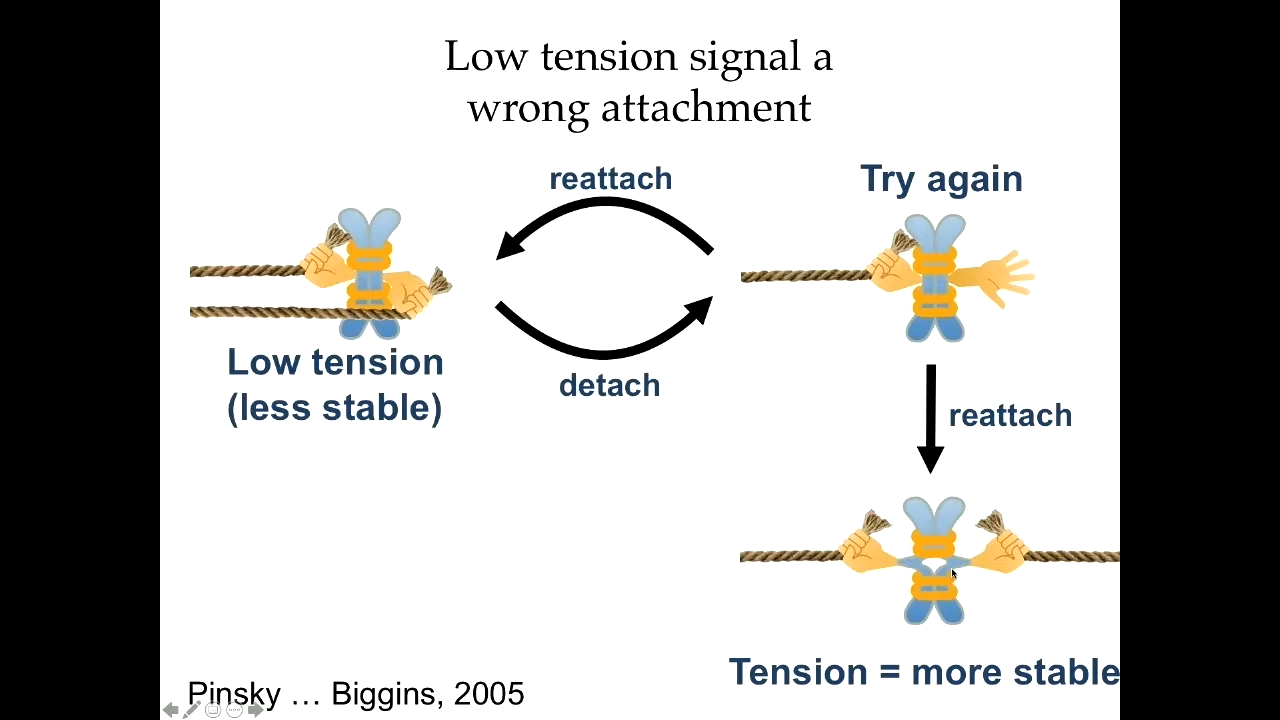 Low tension signal a
wrong attachment
reattach
Try again
Low tension
(less stable)
detach
reattach
Tension = more stable
Pinsky … Biggins, 2005